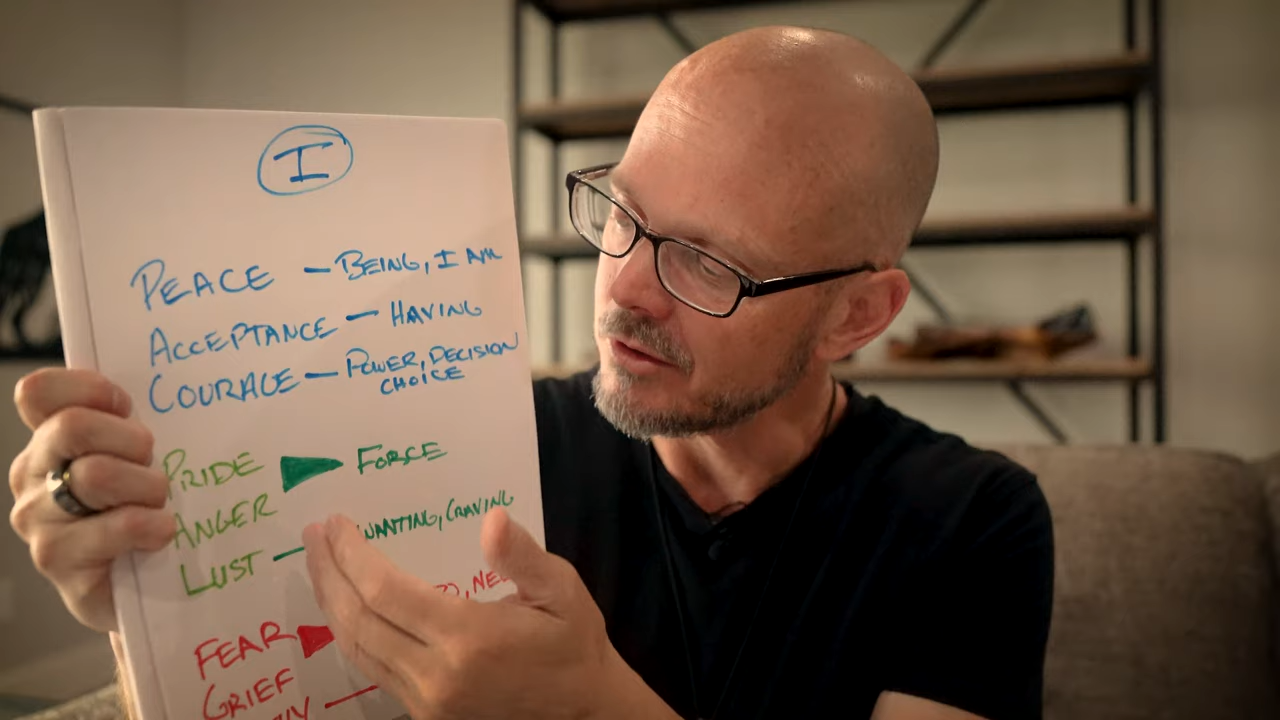 I
PEACE — BEING, I AM
ACCEPTANCE — HAVING
COURAGE — POWER, DECISION
CHOICE
PRIDE FORCE
ANGER
LUST — WANTING, CRAVING
FEAR
GRIEF